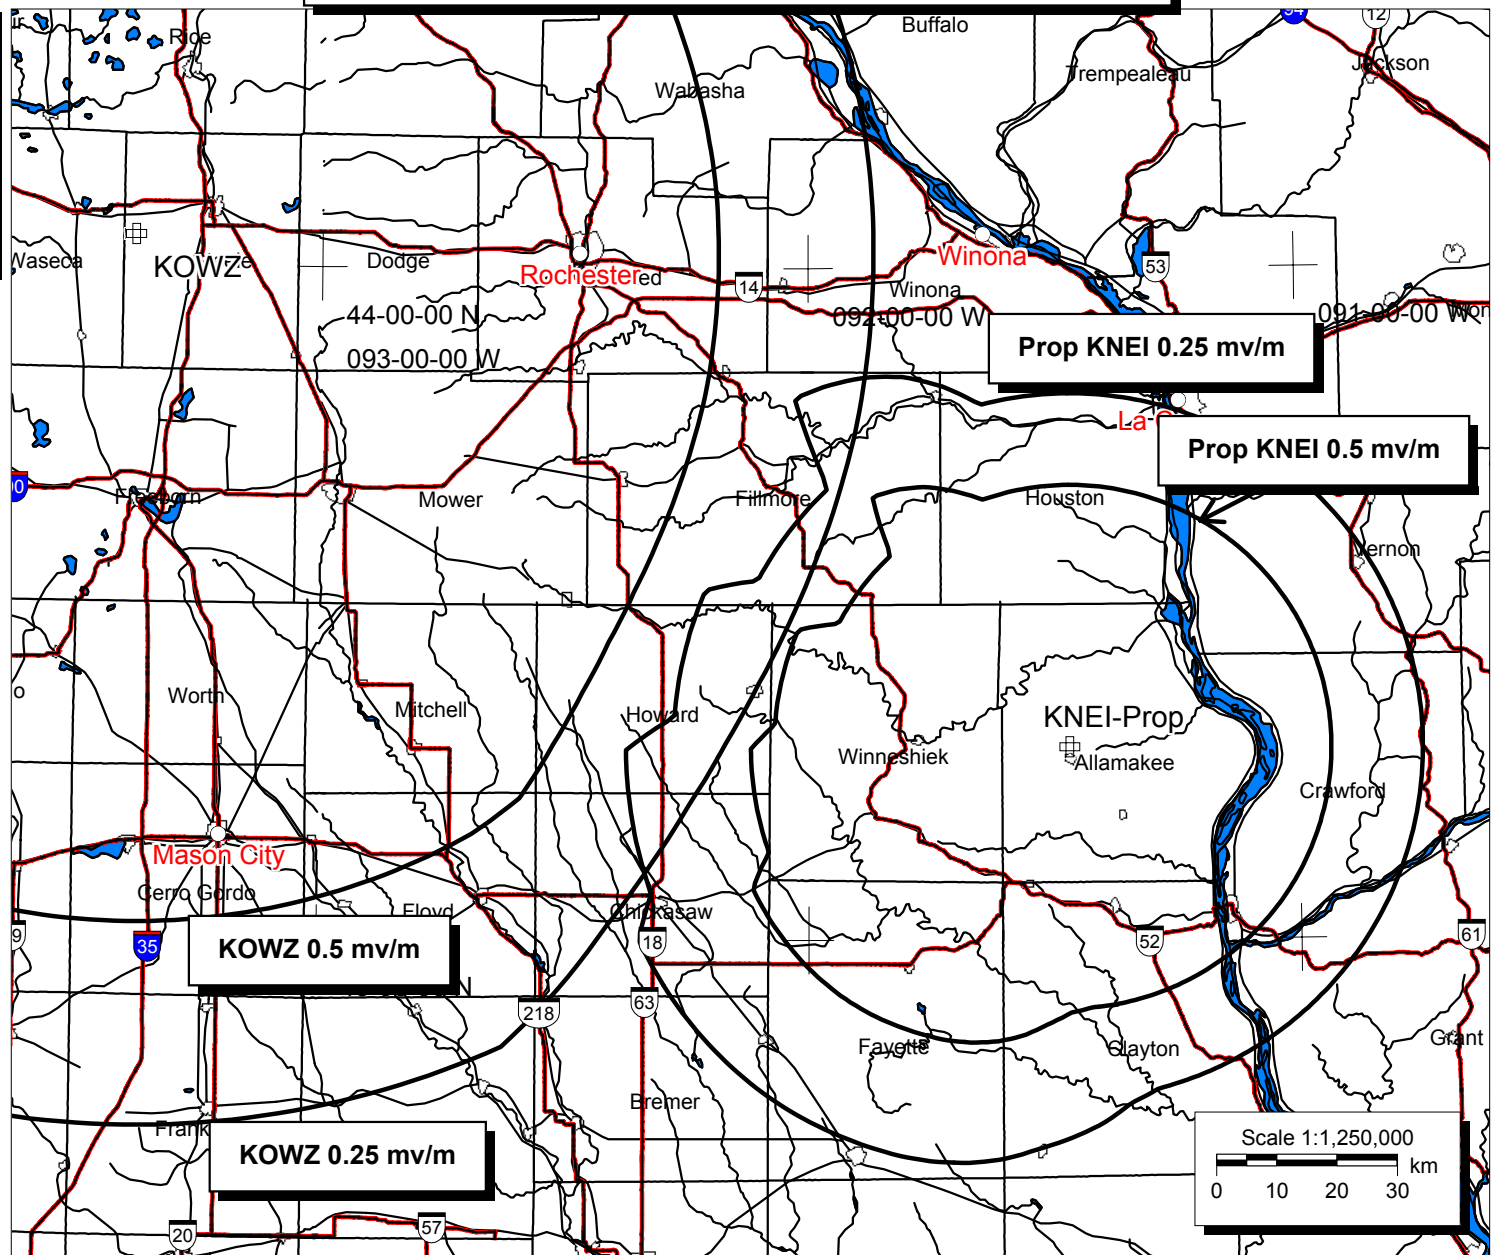 Buffalo
12
Rice
Trempealeau
Jackson
Wabasha
Waseca
KOWZ
Dodge
Rochester
Winona
53
14
Winona
44-00-00 N
092-00-00 W
091-00-00 W
093-00-00 W
Prop KNEI 0.25 mv/m
Prop KNEI 0.5 mv/m
Freeborn
Mower
Fillmore
Houston
Vernon
Worth
Mitchell
Howard
KNEI-Prop
Winneshiek
Allamakee
Crawford
Mason City
Cerro Gordo
Floyd
Chickasaw
35
18
52
61
KOWZ 0.5 mv/m
N
63
218
Fayette
Clayton
Grant
Bremer
Frank
KOWZ 0.25 mv/m
Scale 1:1,250,000
km
0 10 20 30
20
57